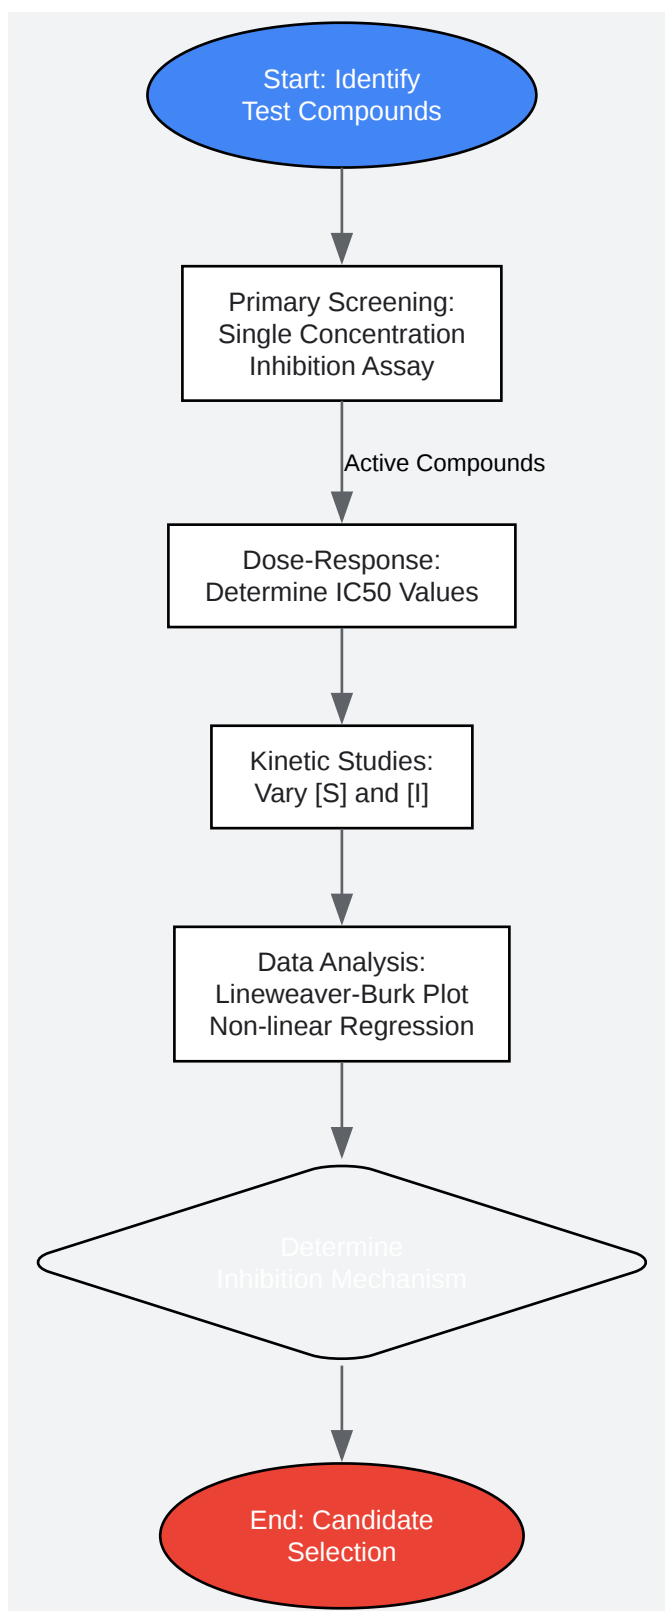 Start: Identify
Test Compounds
Primary Screening:
Single Concentration
Inhibition Assay
Active Compounds
Dose-Response:
Determine IC50 Values
Kinetic Studies:
Vary [S] and [I]
Data Analysis:
Lineweaver-Burk Plot
Non-linear Regression
Determine
Inhibition Mechanism
End: Candidate
Selection